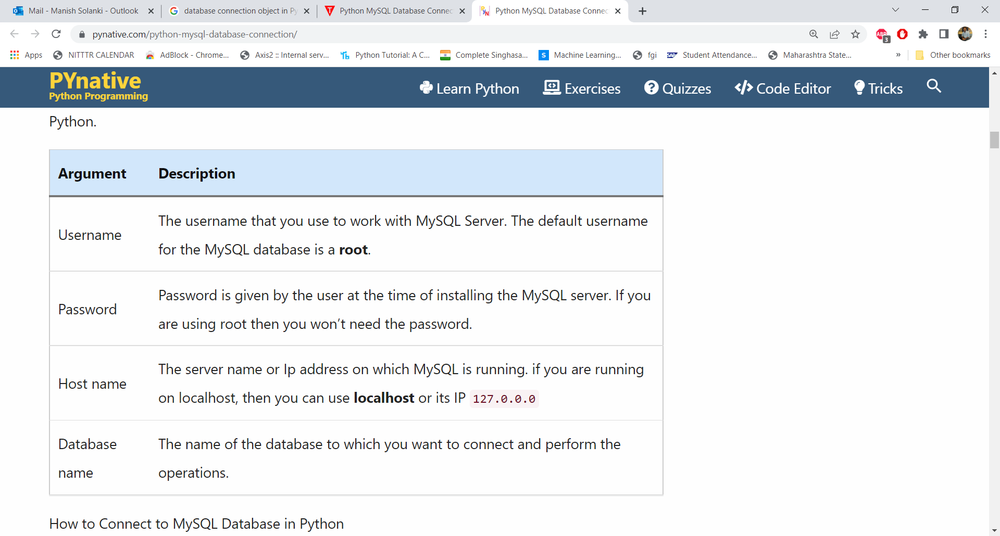 Mail - Manish Solanki - Outlook
database connection object in Py
Python MySQL Database Connec
Python MySQL Database Connec
pynative.com/python-mysql-database-connection/
ABP
3
Apps
NITTTR CALENDAR
AdBlock - Chrome...
Axis2 :: Internal serv...
Python Tutorial: A C...
Complete Singhasa...
S
Machine Learning...
fgi
SAP
Student Attendance...
Maharashtra State...
»
Other bookmarks
PYnative
Python Programming
Learn Python
Exercises
Quizzes
Code Editor
Tricks
Python.
Argument
Description
Username
The username that you use to work with MySQL Server. The default username
for the MySQL database is a root.
Password
Password is given by the user at the time of installing the MySQL server. If you
are using root then you won’t need the password.
Host name
The server name or Ip address on which MySQL is running. if you are running
on localhost, then you can use localhost or its IP 127.0.0.0
Database
name
The name of the database to which you want to connect and perform the
operations.
How to Connect to MySQL Database in Python